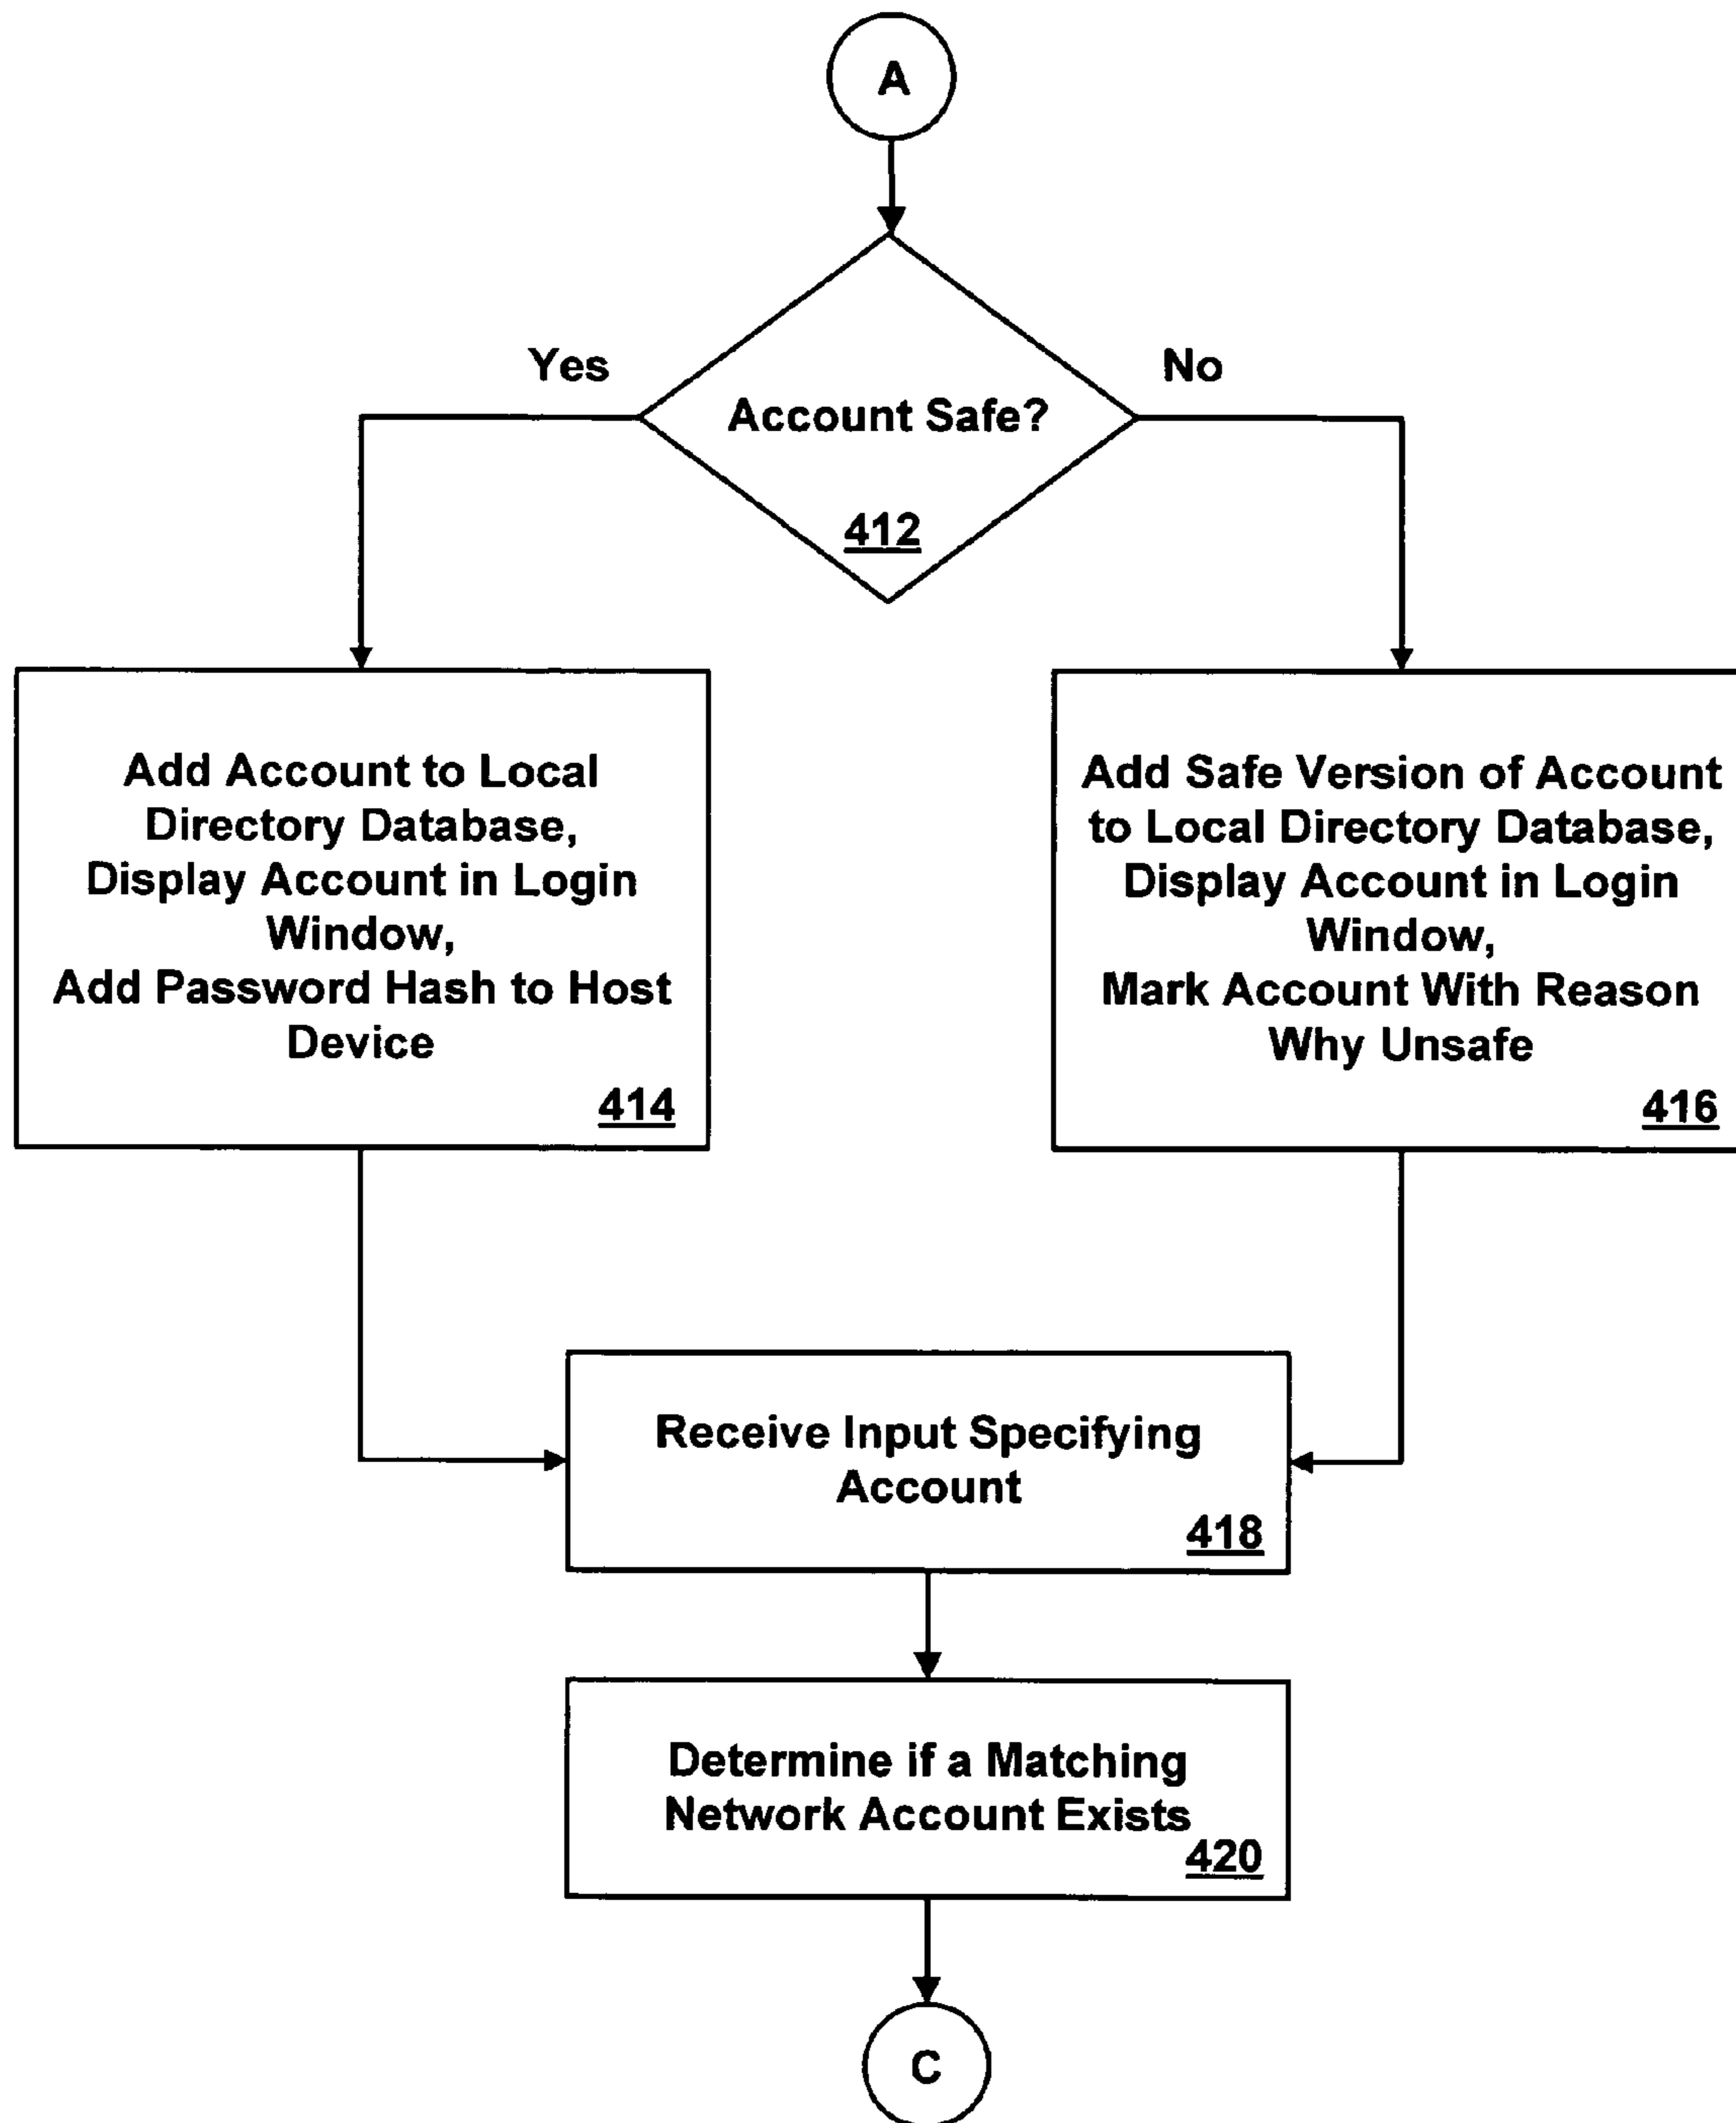 A
Yes
No
Account Safe?
412
Add Account to Local
Directory Database,
Display Account in Login
Window,
Add Password Hash to Host
Device
414
Add Safe Version of Account
to Local Directory Database,
Display Account in Login
Window,
Mark Account With Reason
Why Unsafe
416
Receive Input Specifying
Account
418
Determine if a Matching
Network Account Exists
420
C